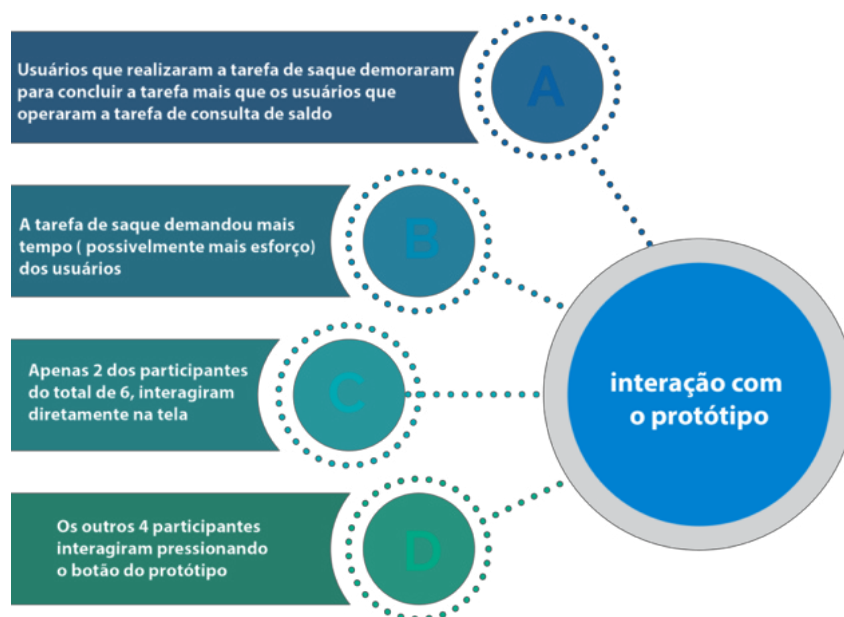 Usuários que realizaram a tarefa de saque demoraram
para concluir a tarefa mais que os usuários que
operaram a tarefa de consulta de saldo
A
A tarefa de saque demandou mais
tempo ( possivelmente mais esforço)
dos usuários
B
Apenas 2 dos participantes
do total de 6, interagiram
diretamente na tela
C
interação com
o protótipo
Os outros 4 participantes
interagiram pressionando
o botão do protótipo
D